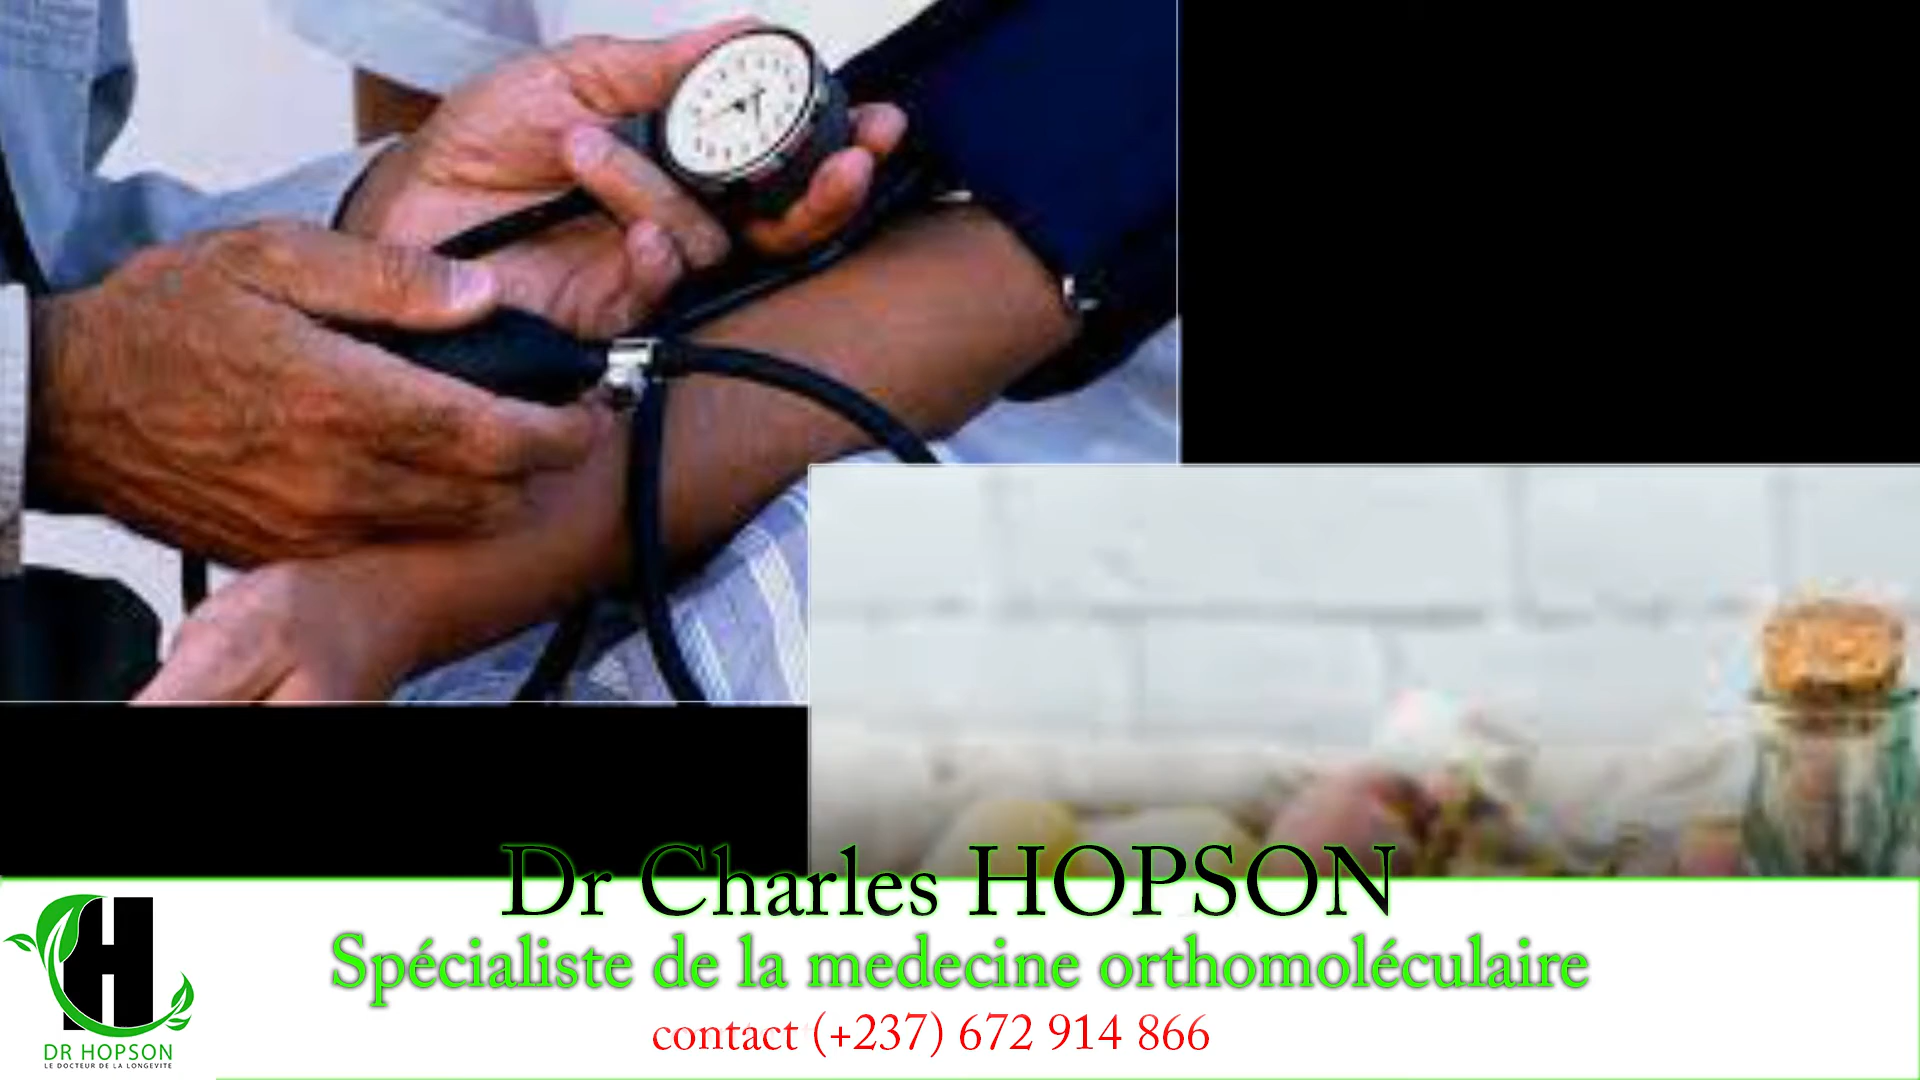 Dr Charles HOPSON
Spécialiste de la medecine orthomoléculaire
contact (+237) 672 914 866
H
DR HOPSON
LE DOCTEUR DE LA LONGEVITE